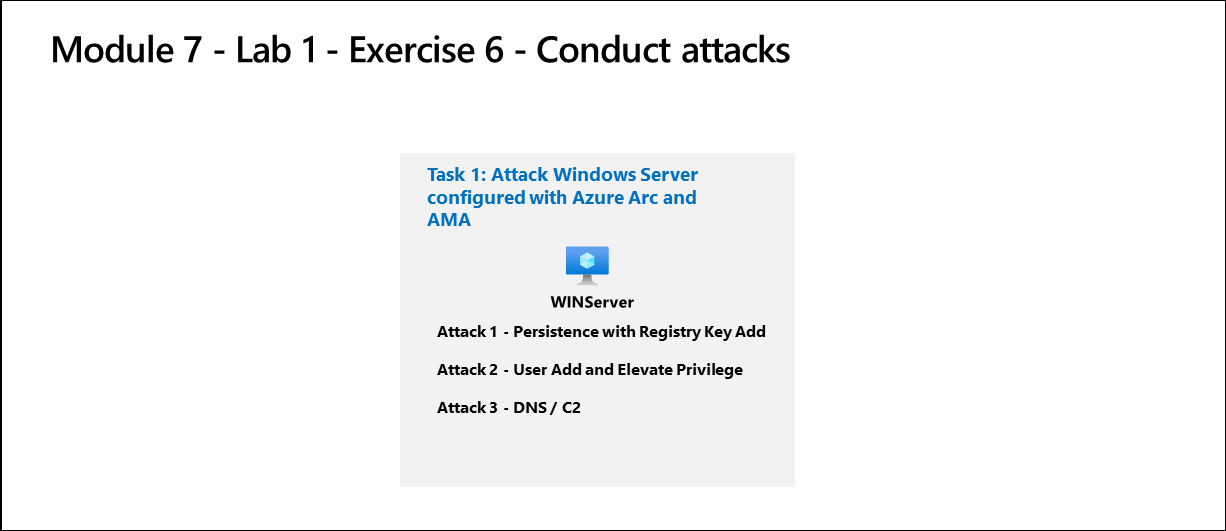 Module 7 - Lab 1 - Exercise 6 - Conduct attacks
Task 1: Attack Windows Server
configured with Azure Arc and
AMA
WINServer
Attack 1 - Persistence with Registry Key Add
Attack 2 - User Add and Elevate Privilege
Attack 3 - DNS / C2